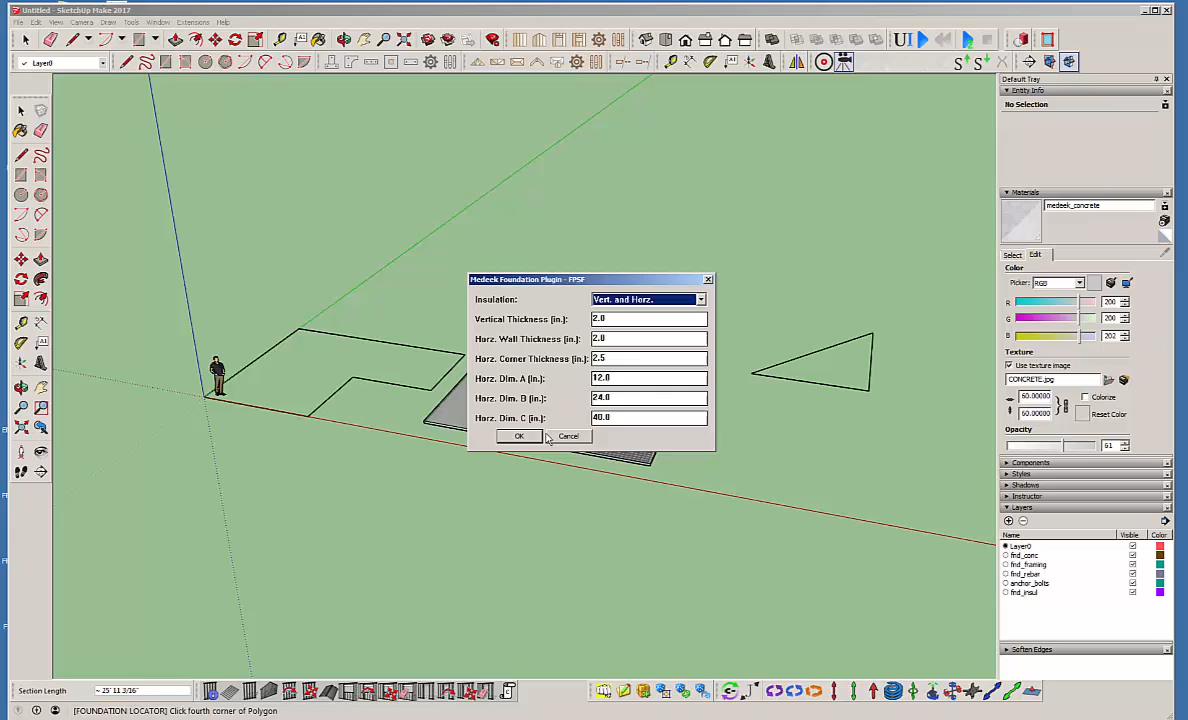 Untitled - SketchUp Make 2017
File Edit View Camera Draw Tools Window Extensions Help
UI
Layer0
Default Tray
Entity Info
No Selection
Materials
medeek_concrete
Select Edit
Color
Picker: RGB
R 200
G 200
B 202
Texture
Use texture image
CONCRETE.jpg
60.00000 Colorize
60.00000 Reset Color
Opacity
61
Components
Styles
Shadows
Instructor
Layers
Name Visible Color
Layer0
fnd_conc
fnd_framing
fnd_rebar
anchor_bolts
fnd_insul
Soften Edges
Medeek Foundation Plugin - FPSF
Insulation: Vert. and Horz.
Vertical Thickness (in.): 2.0
Horz. Wall Thickness (in.): 2.0
Horz. Corner Thickness (in.): 2.5
Horz. Dim. A (in.): 12.0
Horz. Dim. B (in.): 24.0
Horz. Dim. C (in.): 40.0
OK Cancel
Section Length ~ 25' 11 3/16"
[FOUNDATION LOCATOR] Click fourth corner of Polygon